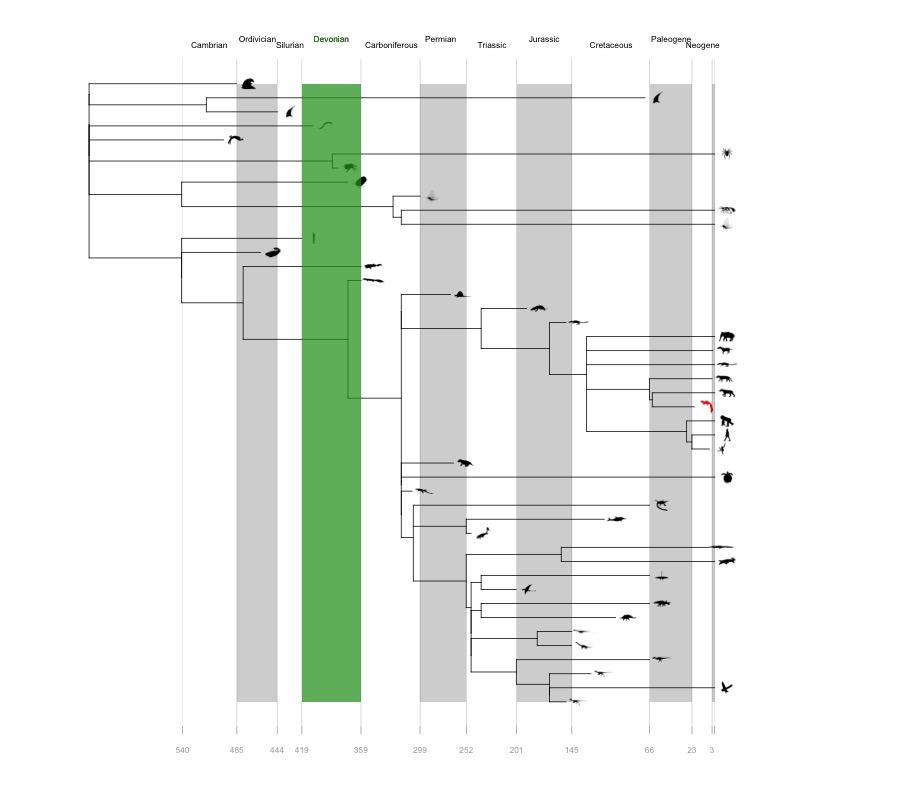 Ordivician Devonian Permian Jurassic Paleogene
Cambrian Silurian Carboniferous Triassic Cretaceous Neogene
540 485 444 419 359 299 252 201 145 66 23 3